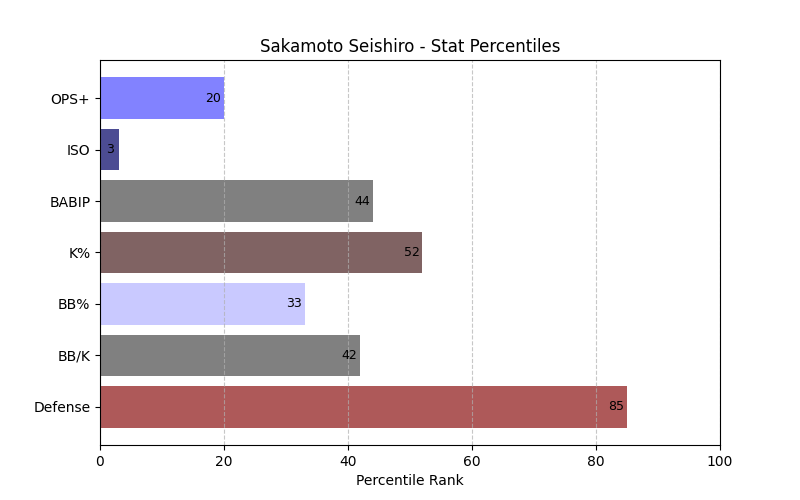 Sakamoto Seishiro - Stat Percentiles
OPS+ 20
ISO 3
BABIP 44
K% 52
BB% 33
BB/K 42
Defense 85
0 20 40 60 80 100
Percentile Rank